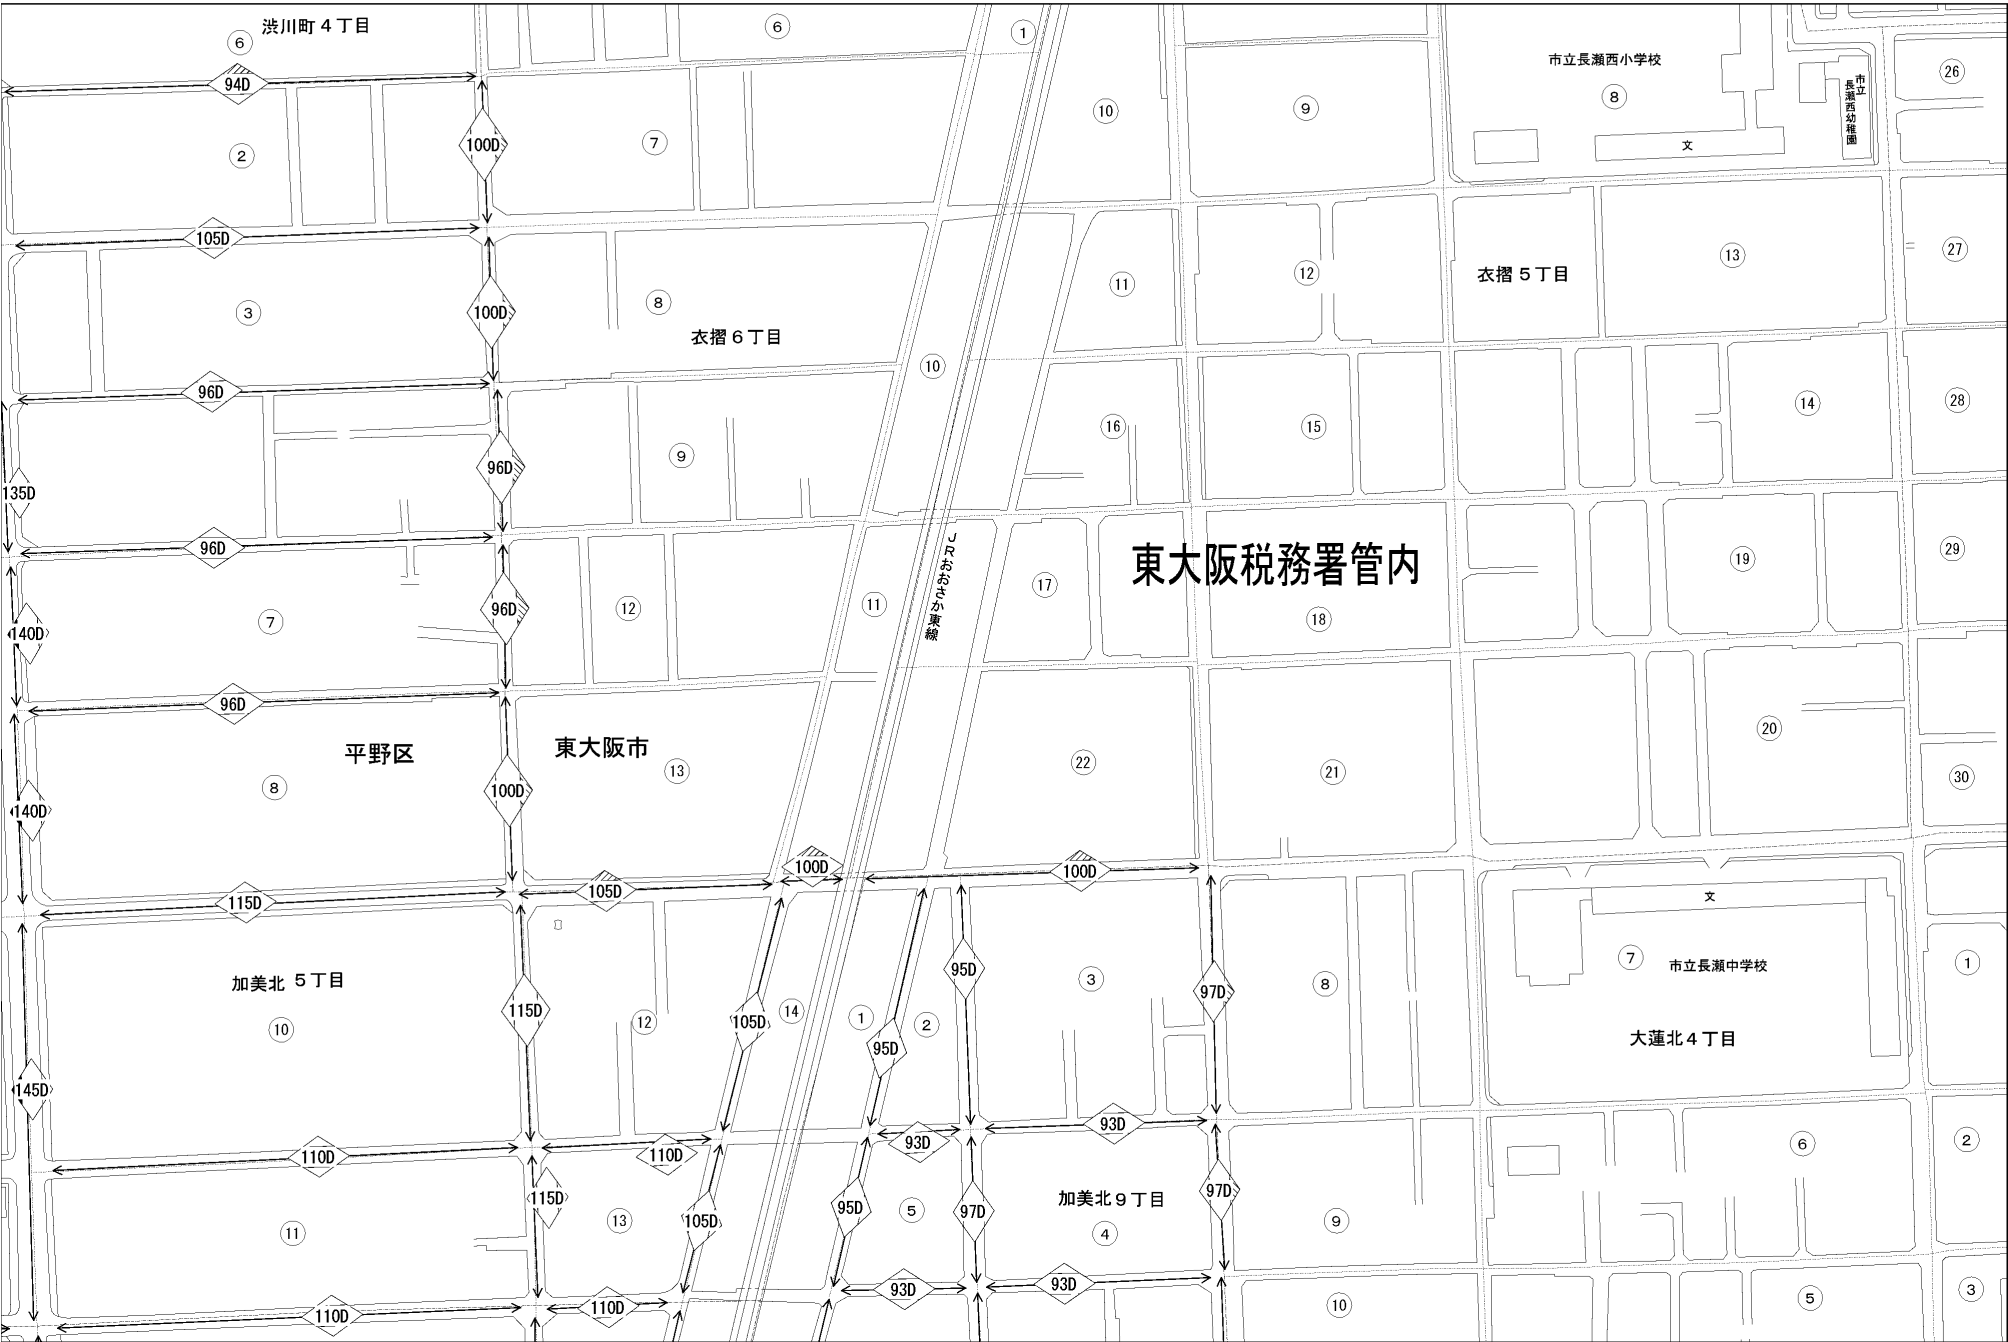 渋川町４丁目
6
6
1
94D
2
100D
7
10
9
市立長瀬西小学校
8
市立
長瀬西幼稚園
文
26
105D
3
100D
8
衣摺６丁目
11
12
衣摺５丁目
13
27
96D
10
135D
96D
9
16
15
14
28
96D
140D
7
96D
12
11
ＪＲおおさか東線
17
東大阪税務署管内
18
19
29
96D
平野区
東大阪市
140D
8
100D
13
22
21
20
30
115D
105D
100D
100D
文
加美北５丁目
10
115D
12
105D
14
1
95D
2
95D
3
97D
8
7
市立長瀬中学校
大蓮北４丁目
1
145D
110D
110D
93D
93D
6
2
115D
11
13
105D
95D
5
97D
加美北９丁目
4
97D
9
110D
110D
93D
93D
10
5
3